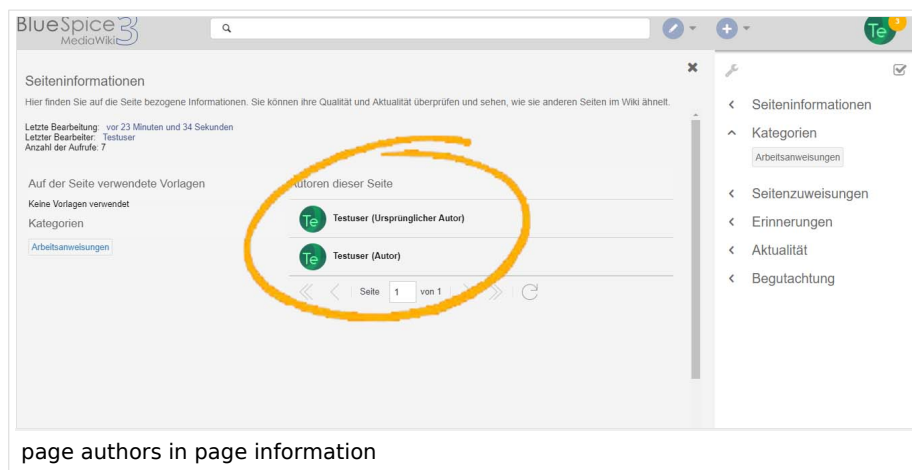 BlueSpice 3
MediaWiki
Te
3
Seiteninformationen
Hier finden Sie auf die Seite bezogene Informationen. Sie können ihre Qualität und Aktualität überprüfen und sehen, wie sie anderen Seiten im Wiki ähnelt.
Letzte Bearbeitung: vor 23 Minuten und 34 Sekunden
Letzter Bearbeiter: Testuser
Anzahl der Aufrufe: 7
Auf der Seite verwendete Vorlagen
Keine Vorlagen verwendet
Kategorien
Arbeitsanweisungen
Autoren dieser Seite
Te Testuser (Ursprünglicher Autor)
Te Testuser (Autor)
Seite 1 von 1
Seiteninformationen
Kategorien
Arbeitsanweisungen
Seitenzuweisungen
Erinnerungen
Aktualität
Begutachtung
page authors in page information